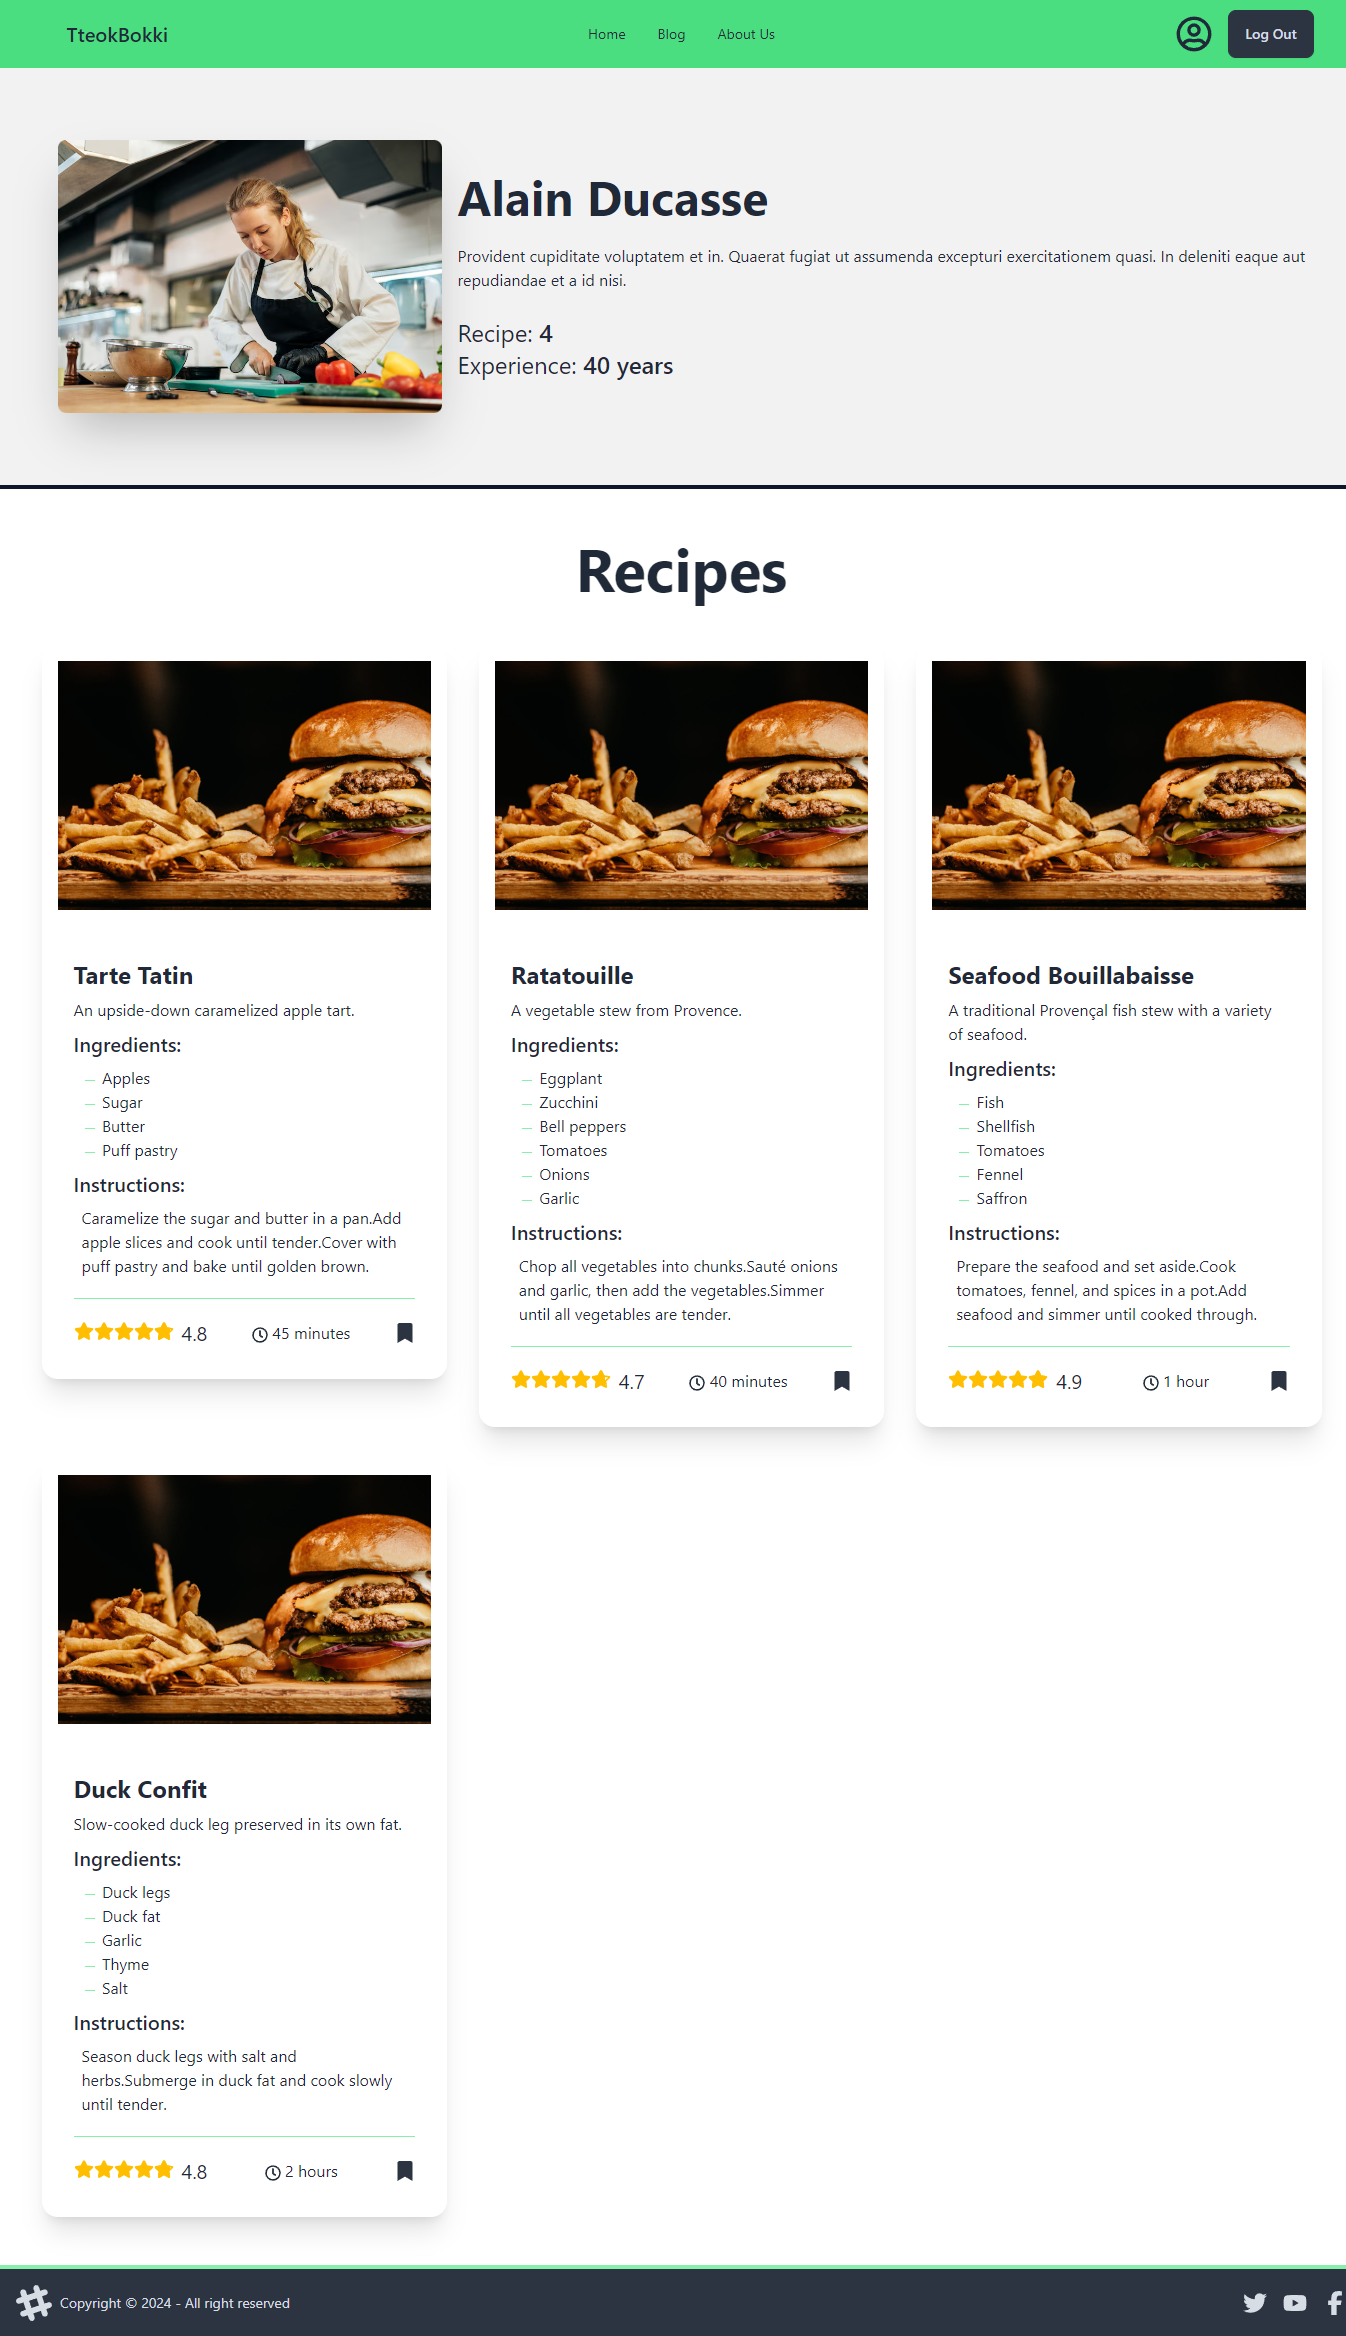 TteokBokki
Home
Blog
About Us
Log Out
Alain Ducasse
Provident cupiditate voluptatem et in. Quaerat fugiat ut assumenda excepturi exercitationem quasi. In deleniti eaque aut
repudiandae et a id nisi.
Recipe: 4
Experience: 40 years
Recipes
Tarte Tatin
An upside-down caramelized apple tart.
Ingredients:
– Apples
– Sugar
– Butter
– Puff pastry
Instructions:
Caramelize the sugar and butter in a pan.Add
apple slices and cook until tender.Cover with
puff pastry and bake until golden brown.
4.8
45 minutes
Ratatouille
A vegetable stew from Provence.
Ingredients:
– Eggplant
– Zucchini
– Bell peppers
– Tomatoes
– Onions
– Garlic
Instructions:
Chop all vegetables into chunks.Sauté onions
and garlic, then add the vegetables.Simmer
until all vegetables are tender.
4.7
40 minutes
Seafood Bouillabaisse
A traditional Provençal fish stew with a variety
of seafood.
Ingredients:
– Fish
– Shellfish
– Tomatoes
– Fennel
– Saffron
Instructions:
Prepare the seafood and set aside.Cook
tomatoes, fennel, and spices in a pot.Add
seafood and simmer until cooked through.
4.9
1 hour
Duck Confit
Slow-cooked duck leg preserved in its own fat.
Ingredients:
– Duck legs
– Duck fat
– Garlic
– Thyme
– Salt
Instructions:
Season duck legs with salt and
herbs.Submerge in duck fat and cook slowly
until tender.
4.8
2 hours
Copyright © 2024 - All right reserved